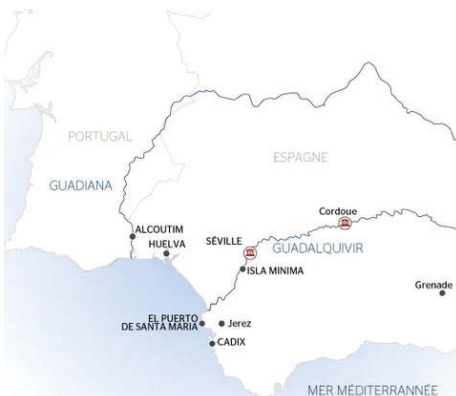 PORTUGAL
ESPAGNE
GUADIANA
Cordoue
ALCOUTIM
HUELVA
SÉVILLE
GUADALQUIVIR
ISLA MINIMA
Grenade
EL PUERTO
DE SANTA MARIA
Jerez
CADIX
MER MÉDITERRANNÉE